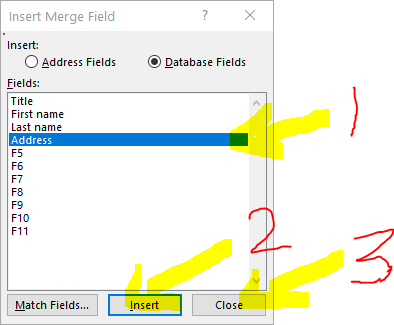 Insert Merge Field
Insert:
Address Fields Database Fields
Fields:
Title
First name
Last name
Address
F5
F6
F7
F8
F9
F10
F11
Match Fields... Insert Close
1
2
3